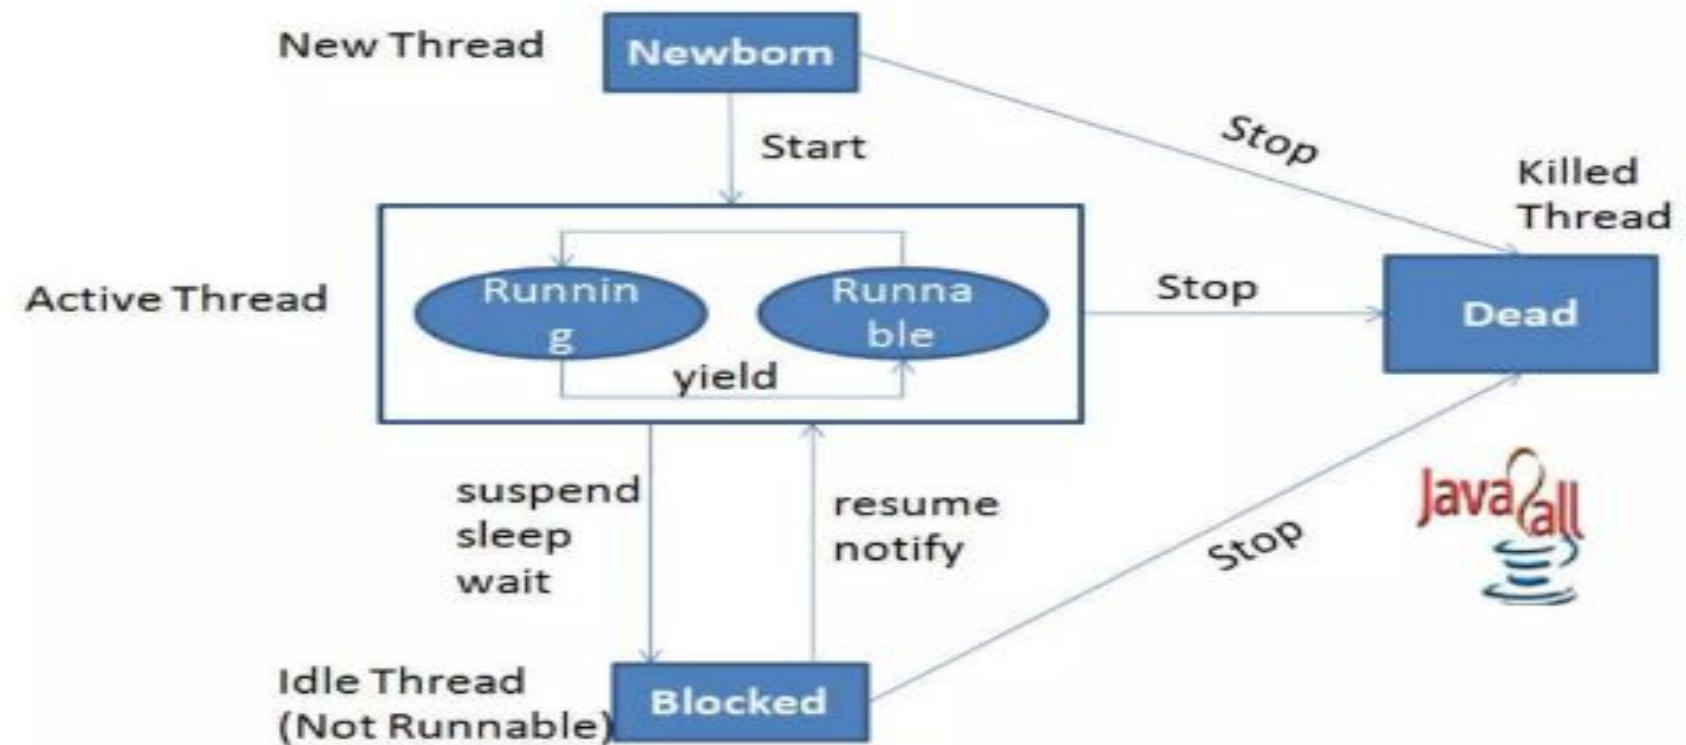 New Thread
Newborn
Start
Stop
Killed
Thread
Active Thread
Runnin
g
Runna
ble
yield
Stop
Dead
suspend
sleep
wait
resume
notify
Stop
Java
all
Idle Thread
(Not Runnable)
Blocked